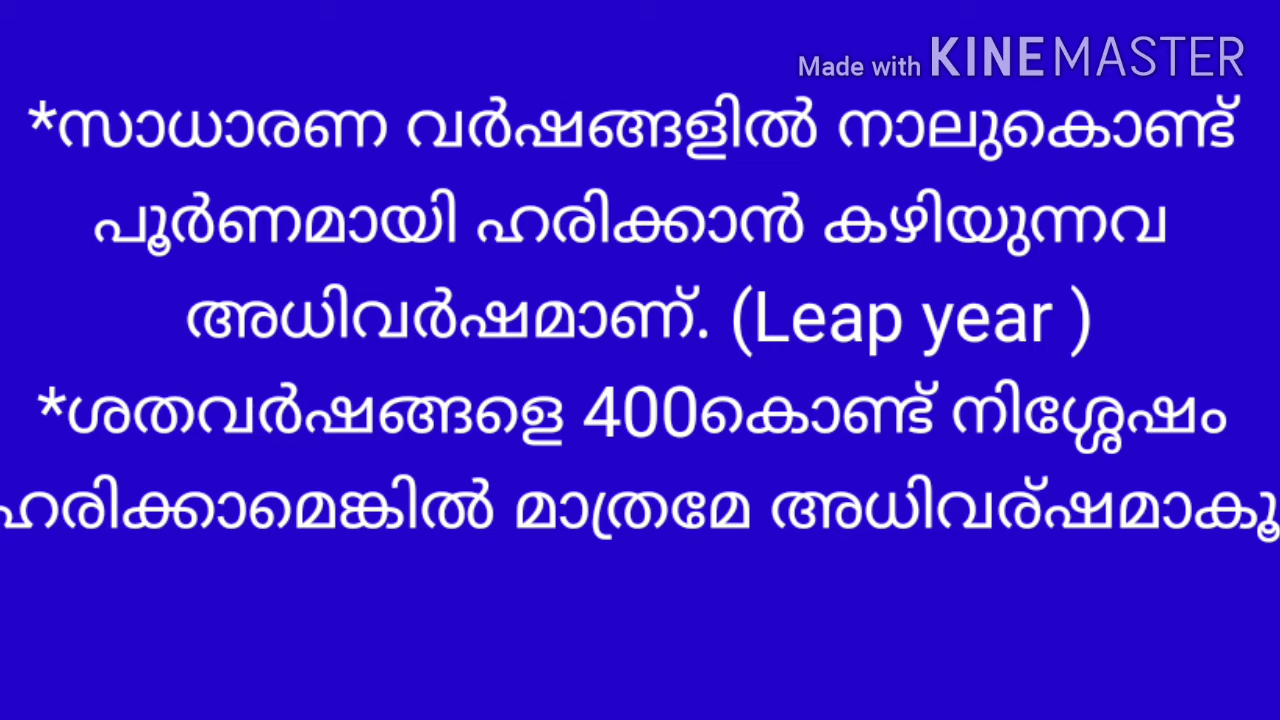 Made with KINEMASTER
*സാധാരണ വർഷങ്ങളിൽ നാലുകൊണ്ട്
പൂർണമായി ഹരിക്കാൻ കഴിയുന്നവ
അധിവർഷമാണ്. (Leap year )
*ശതവർഷങ്ങളെ 400കൊണ്ട് നിശ്ശേഷം
ഹരിക്കാമെങ്കിൽ മാത്രമേ അധിവര്‌ഷമാകൂ